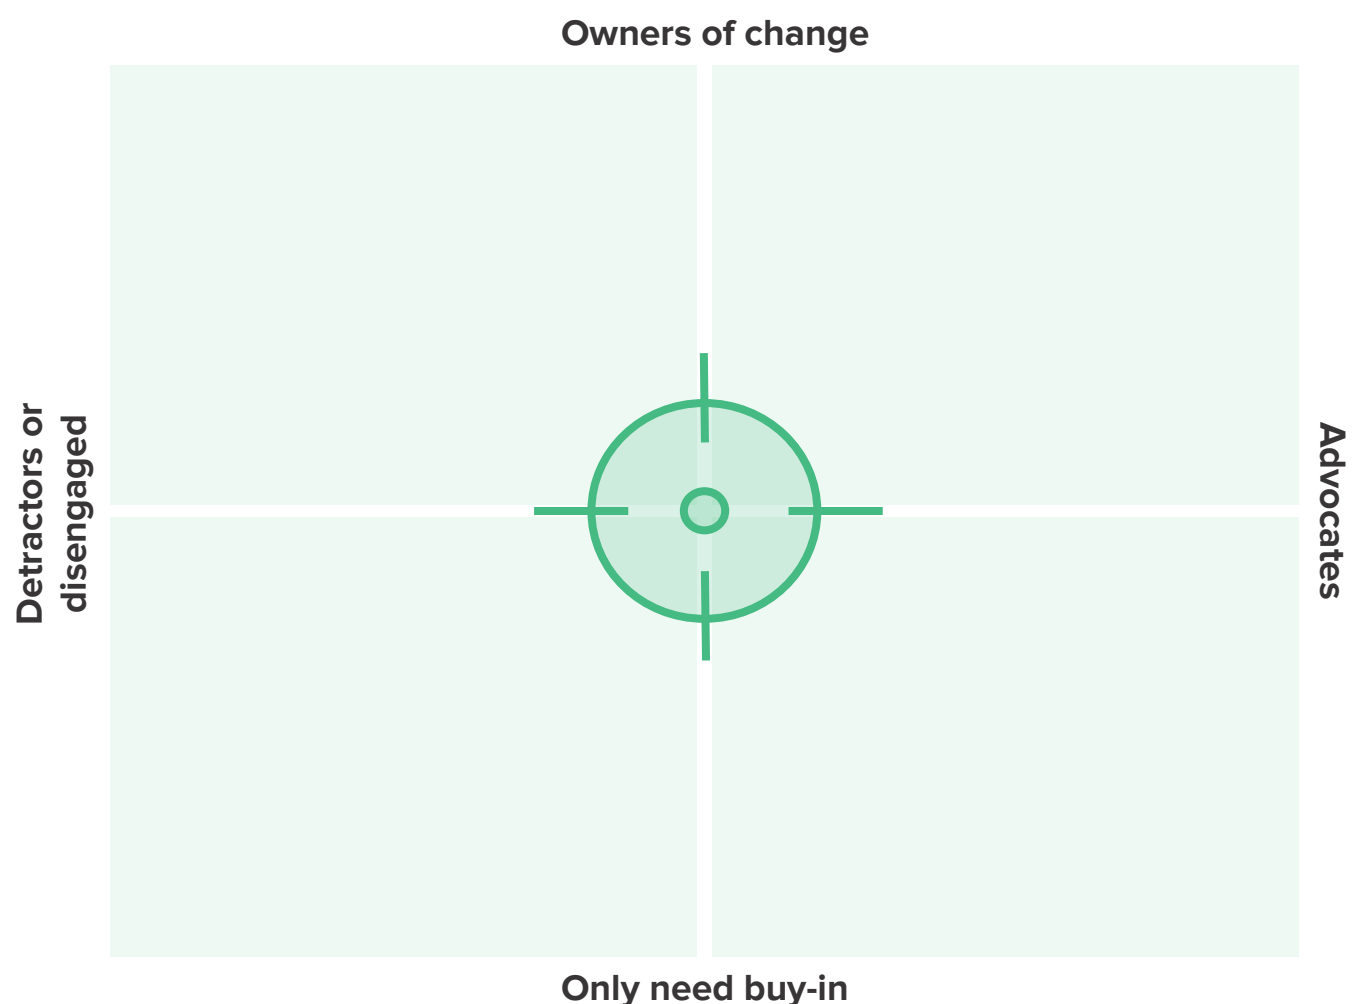 Owners of change
Detractors or
disengaged
Advocates
Only need buy-in